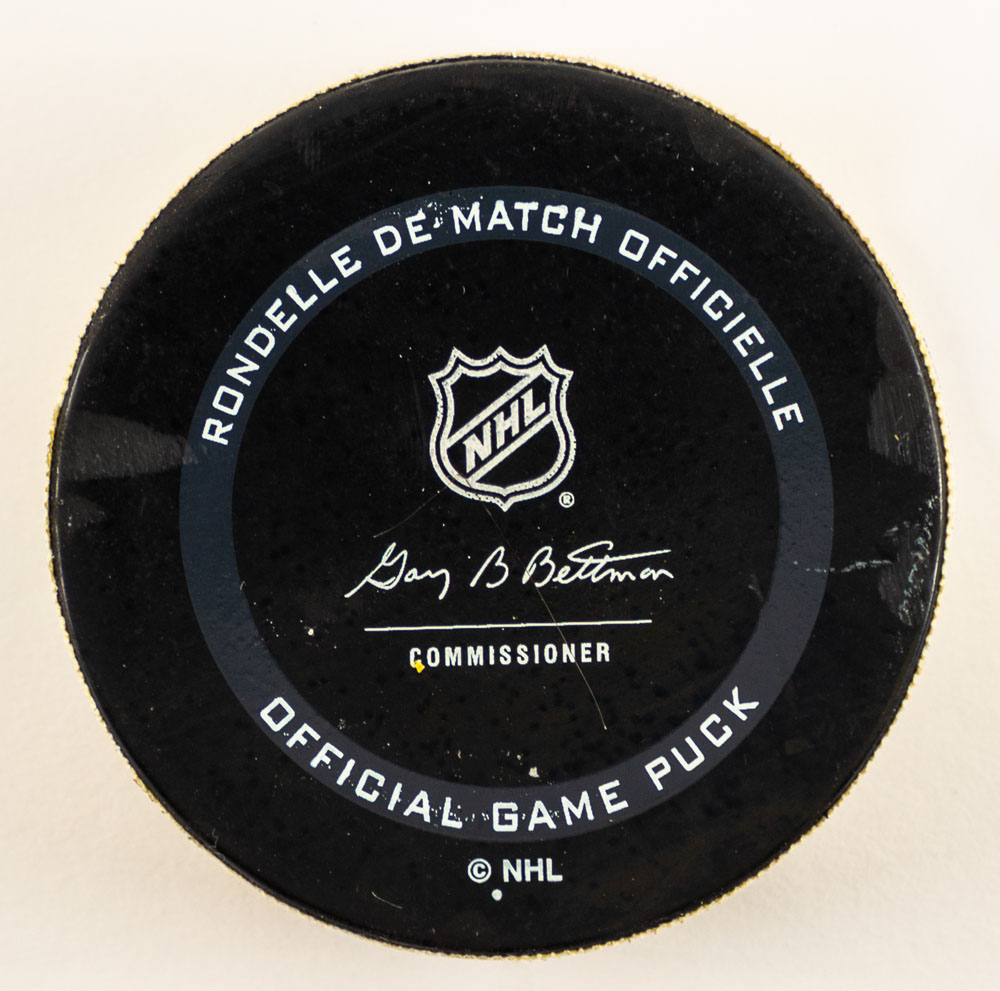 RONDELLE DE MATCH OFFICIELLE
NHL
®
Gary B Bettman
COMMISSIONER
OFFICIAL GAME PUCK
© NHL